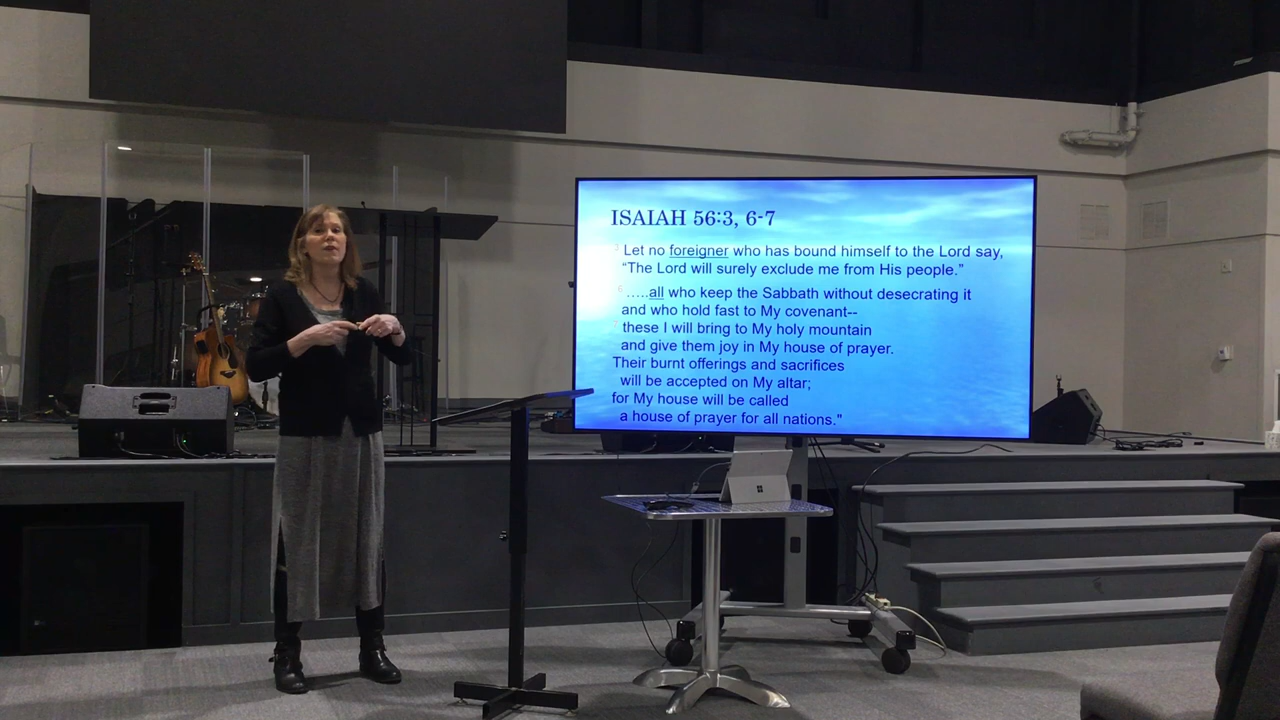 ISAIAH 56:3, 6-7
3 Let no foreigner who has bound himself to the Lord say,
“The Lord will surely exclude me from His people.”
6 …..all who keep the Sabbath without desecrating it
and who hold fast to My covenant--
these I will bring to My holy mountain
and give them joy in My house of prayer.
Their burnt offerings and sacrifices
will be accepted on My altar;
for My house will be called
a house of prayer for all nations."